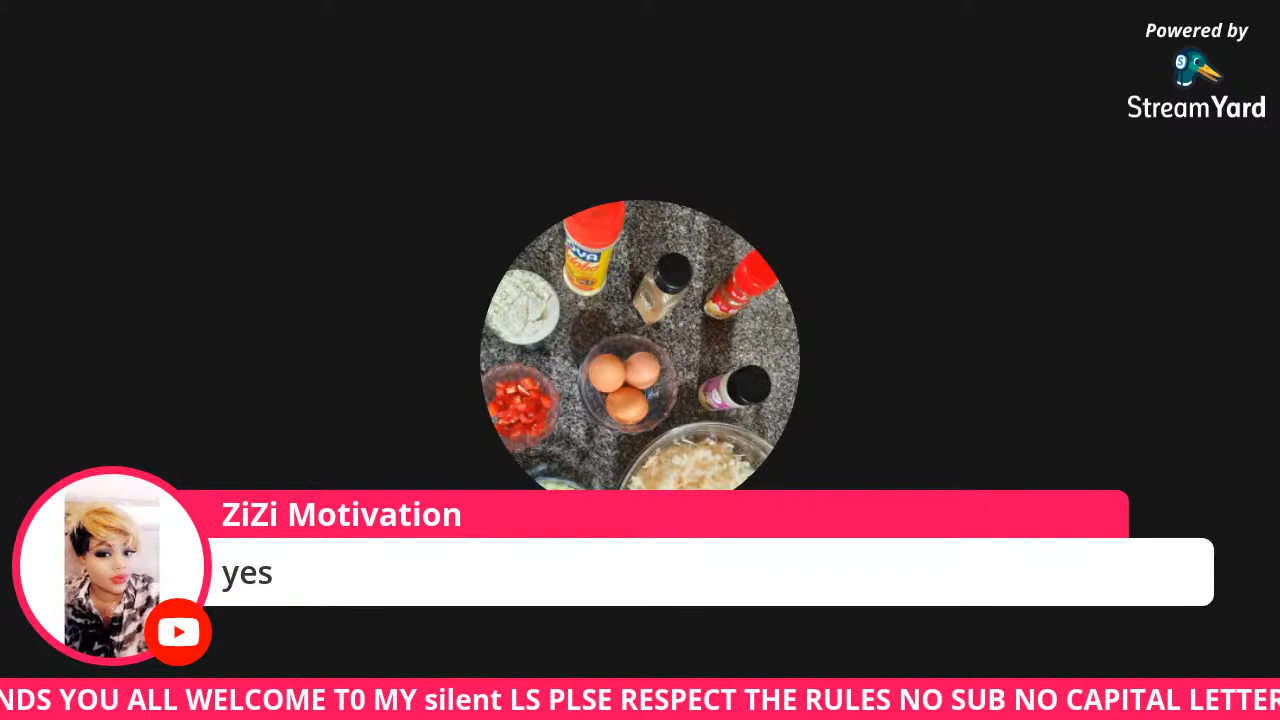 Powered by
StreamYard
ZiZi Motivation
yes
NDS YOU ALL WELCOME T0 MY silent LS PLSE RESPECT THE RULES NO SUB NO CAPITAL LETTER